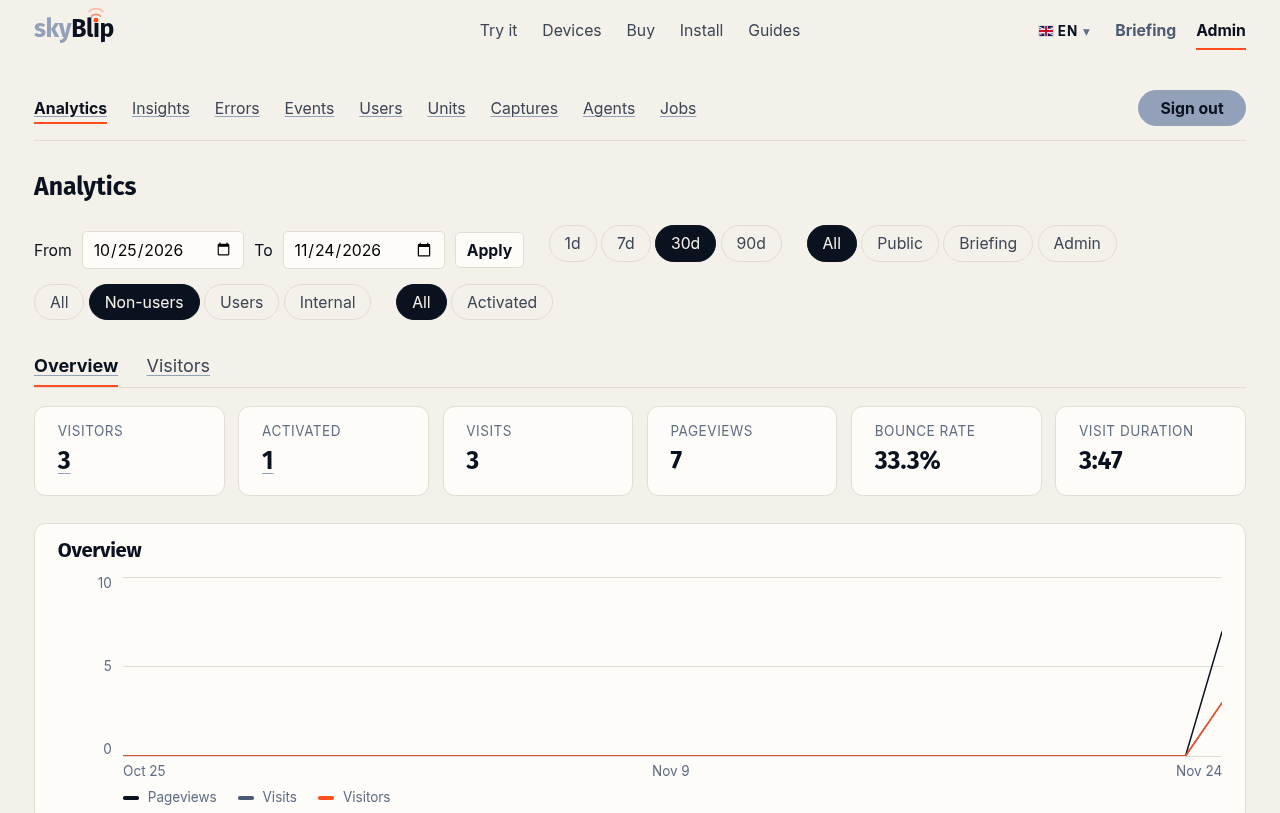 skyBlip Try it Devices Buy Install Guides EN ▾ Briefing Admin
Analytics Insights Errors Events Users Units Captures Agents Jobs Sign out
Analytics
From 10/25/2026 To 11/24/2026 Apply 1d 7d 30d 90d All Public Briefing Admin
All Non-users Users Internal All Activated
Overview Visitors
VISITORS ACTIVATED VISITS PAGEVIEWS BOUNCE RATE VISIT DURATION
3 1 3 7 33.3% 3:47
Overview
10
5
0
Oct 25 Nov 9 Nov 24
Pageviews Visits Visitors